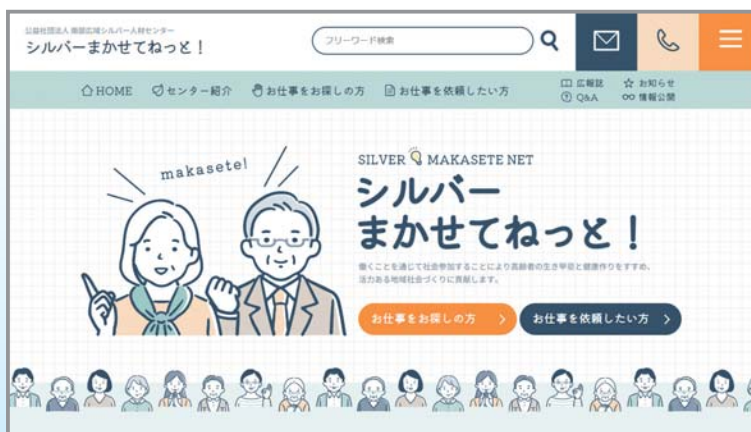 公益社団法人 南部広域シルバー人材センター
シルバーまかせてねっと！
フリーワード検索
HOME
センター紹介
お仕事をお探しの方
お仕事を依頼したい方
広報誌
お知らせ
Q&A
情報公開
makasete!
SILVER MAKASETE NET
シルバー
まかせてねっと！
働くことを通じて社会参加することにより高齢者の生き甲斐と健康作りをすすめ、
活力ある地域社会づくりに貢献します。
お仕事をお探しの方
お仕事を依頼したい方